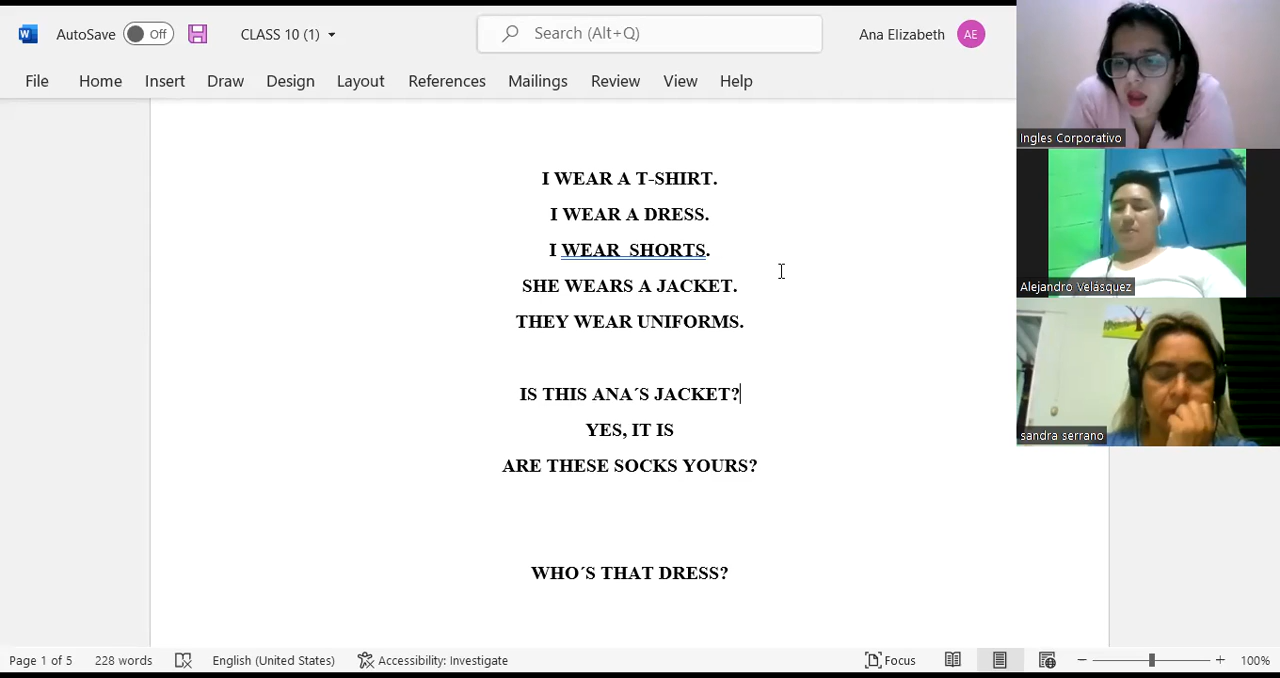 AutoSave Off CLASS 10 (1) Search (Alt+Q) Ana Elizabeth AE
File Home Insert Draw Design Layout References Mailings Review View Help
I WEAR A T-SHIRT.
I WEAR A DRESS.
I WEAR  SHORTS.
SHE WEARS A JACKET.
THEY WEAR UNIFORMS.
IS THIS ANA´S JACKET?
YES, IT IS
ARE THESE SOCKS YOURS?
WHO´S THAT DRESS?
Page 1 of 5 228 words English (United States) Accessibility: Investigate Focus 100%
Ingles Corporativo
Alejandro Velásquez
sandra serrano